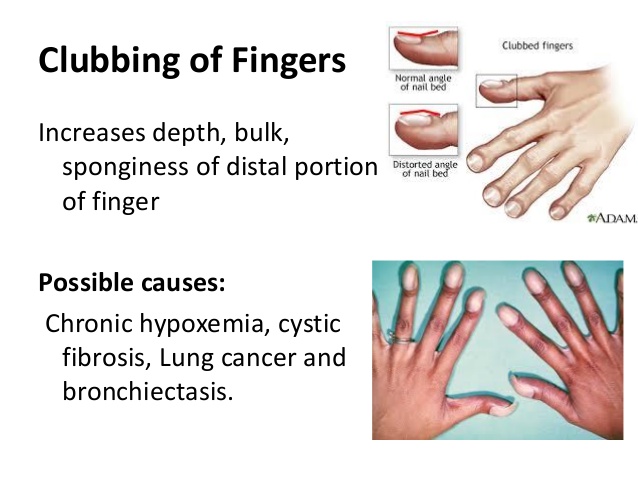 Clubbing of Fingers
Increases depth, bulk,
sponginess of distal portion
of finger
Possible causes:
Chronic hypoxemia, cystic
fibrosis, Lung cancer and
bronchiectasis.
Normal angle
of nail bed
Distorted angle
of nail bed
Clubbed fingers
ADAM.